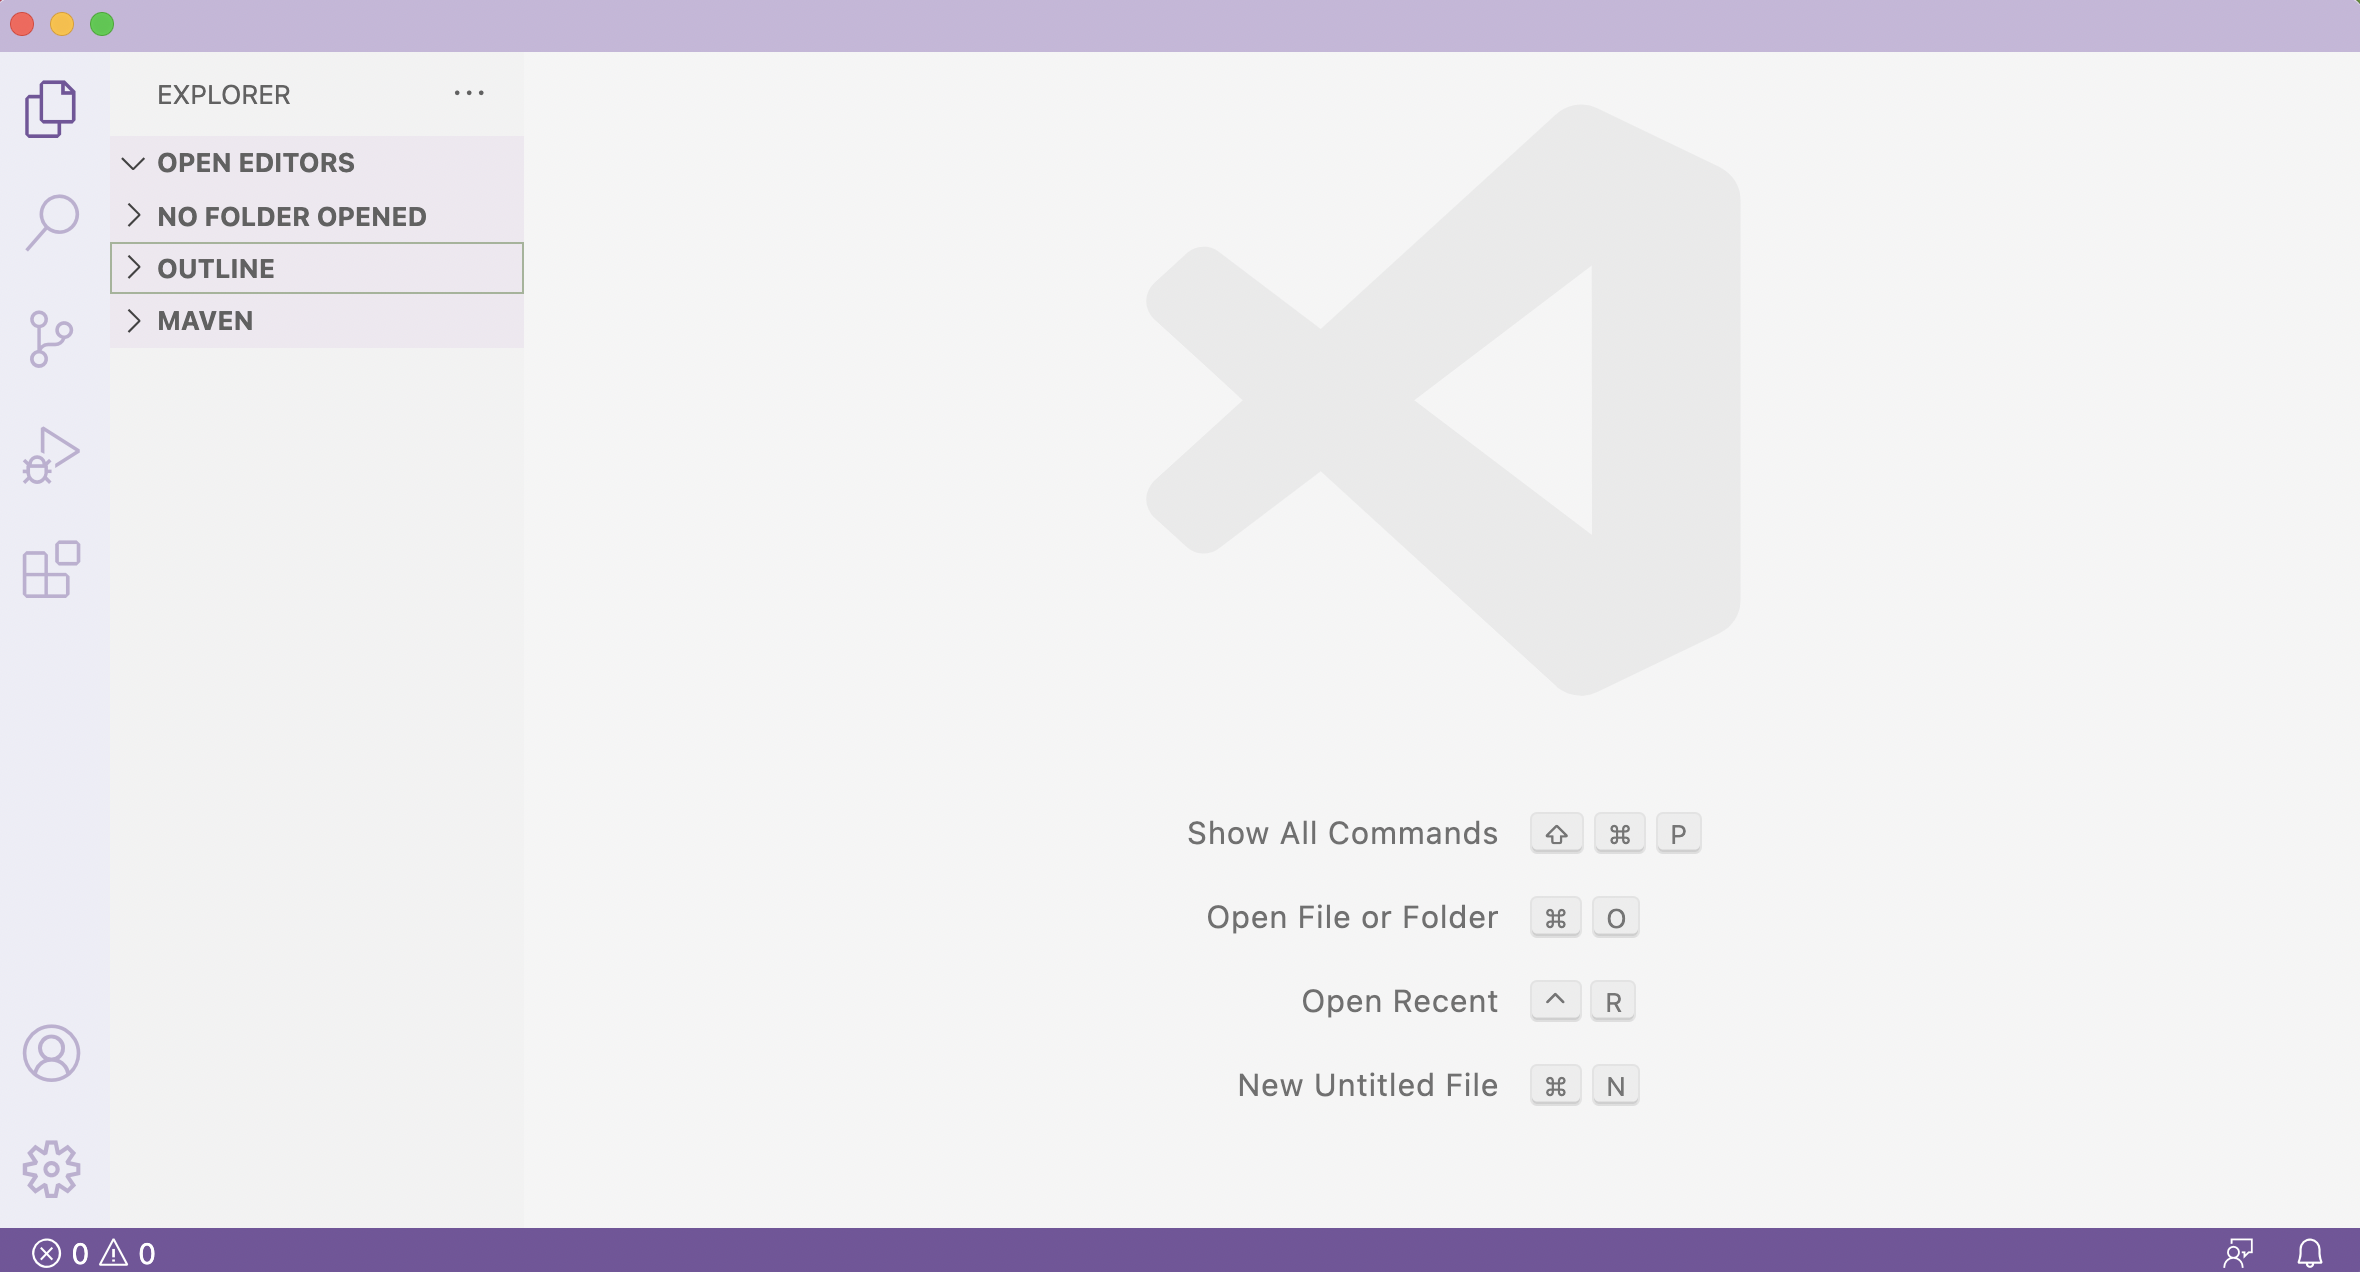 EXPLORER
OPEN EDITORS
NO FOLDER OPENED
OUTLINE
MAVEN
Show All Commands ⇧ ⌘ P
Open File or Folder ⌘ O
Open Recent ^ R
New Untitled File ⌘ N
0 0